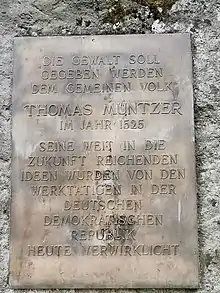 DIE GEWALT SOLL
GEGEBEN WERDEN
DEM GEMEINEN VOLK
THOMAS MÜNTZER
IM JAHR 1525
SEINE WEIT IN DIE
ZUKUNFT REICHENDEN
IDEEN WURDEN VON DEN
WERKTÄTIGEN IN DER
DEUTSCHEN
DEMOKRATISCHEN
REPUBLIK
HEUTE VERWIRKLICHT